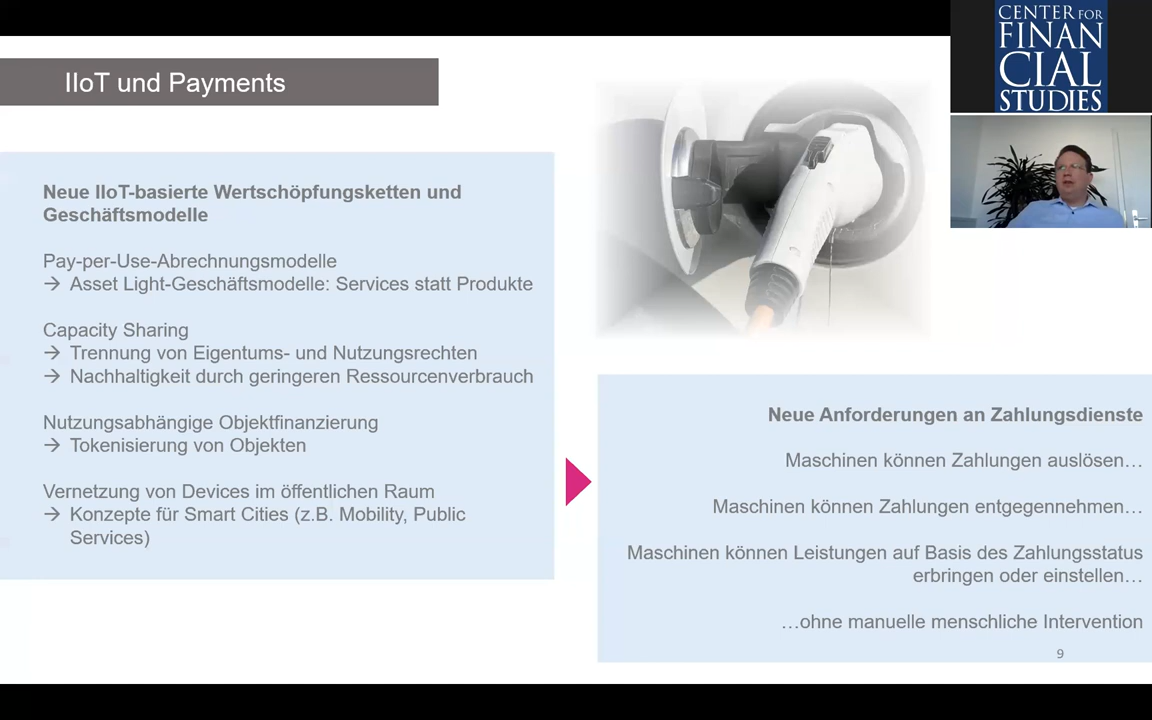 IIoT und Payments
CENTER FOR
FINAN
CIAL
STUDIES
Neue IIoT-basierte Wertschöpfungsketten und
Geschäftsmodelle
Pay-per-Use-Abrechnungsmodelle
→ Asset Light-Geschäftsmodelle: Services statt Produkte
Capacity Sharing
→ Trennung von Eigentums- und Nutzungsrechten
→ Nachhaltigkeit durch geringeren Ressourcenverbrauch
Nutzungsabhängige Objektfinanzierung
→ Tokenisierung von Objekten
Vernetzung von Devices im öffentlichen Raum
→ Konzepte für Smart Cities (z.B. Mobility, Public
Services)
Neue Anforderungen an Zahlungsdienste
Maschinen können Zahlungen auslösen…
Maschinen können Zahlungen entgegennehmen…
Maschinen können Leistungen auf Basis des Zahlungsstatus
erbringen oder einstellen…
…ohne manuelle menschliche Intervention
9